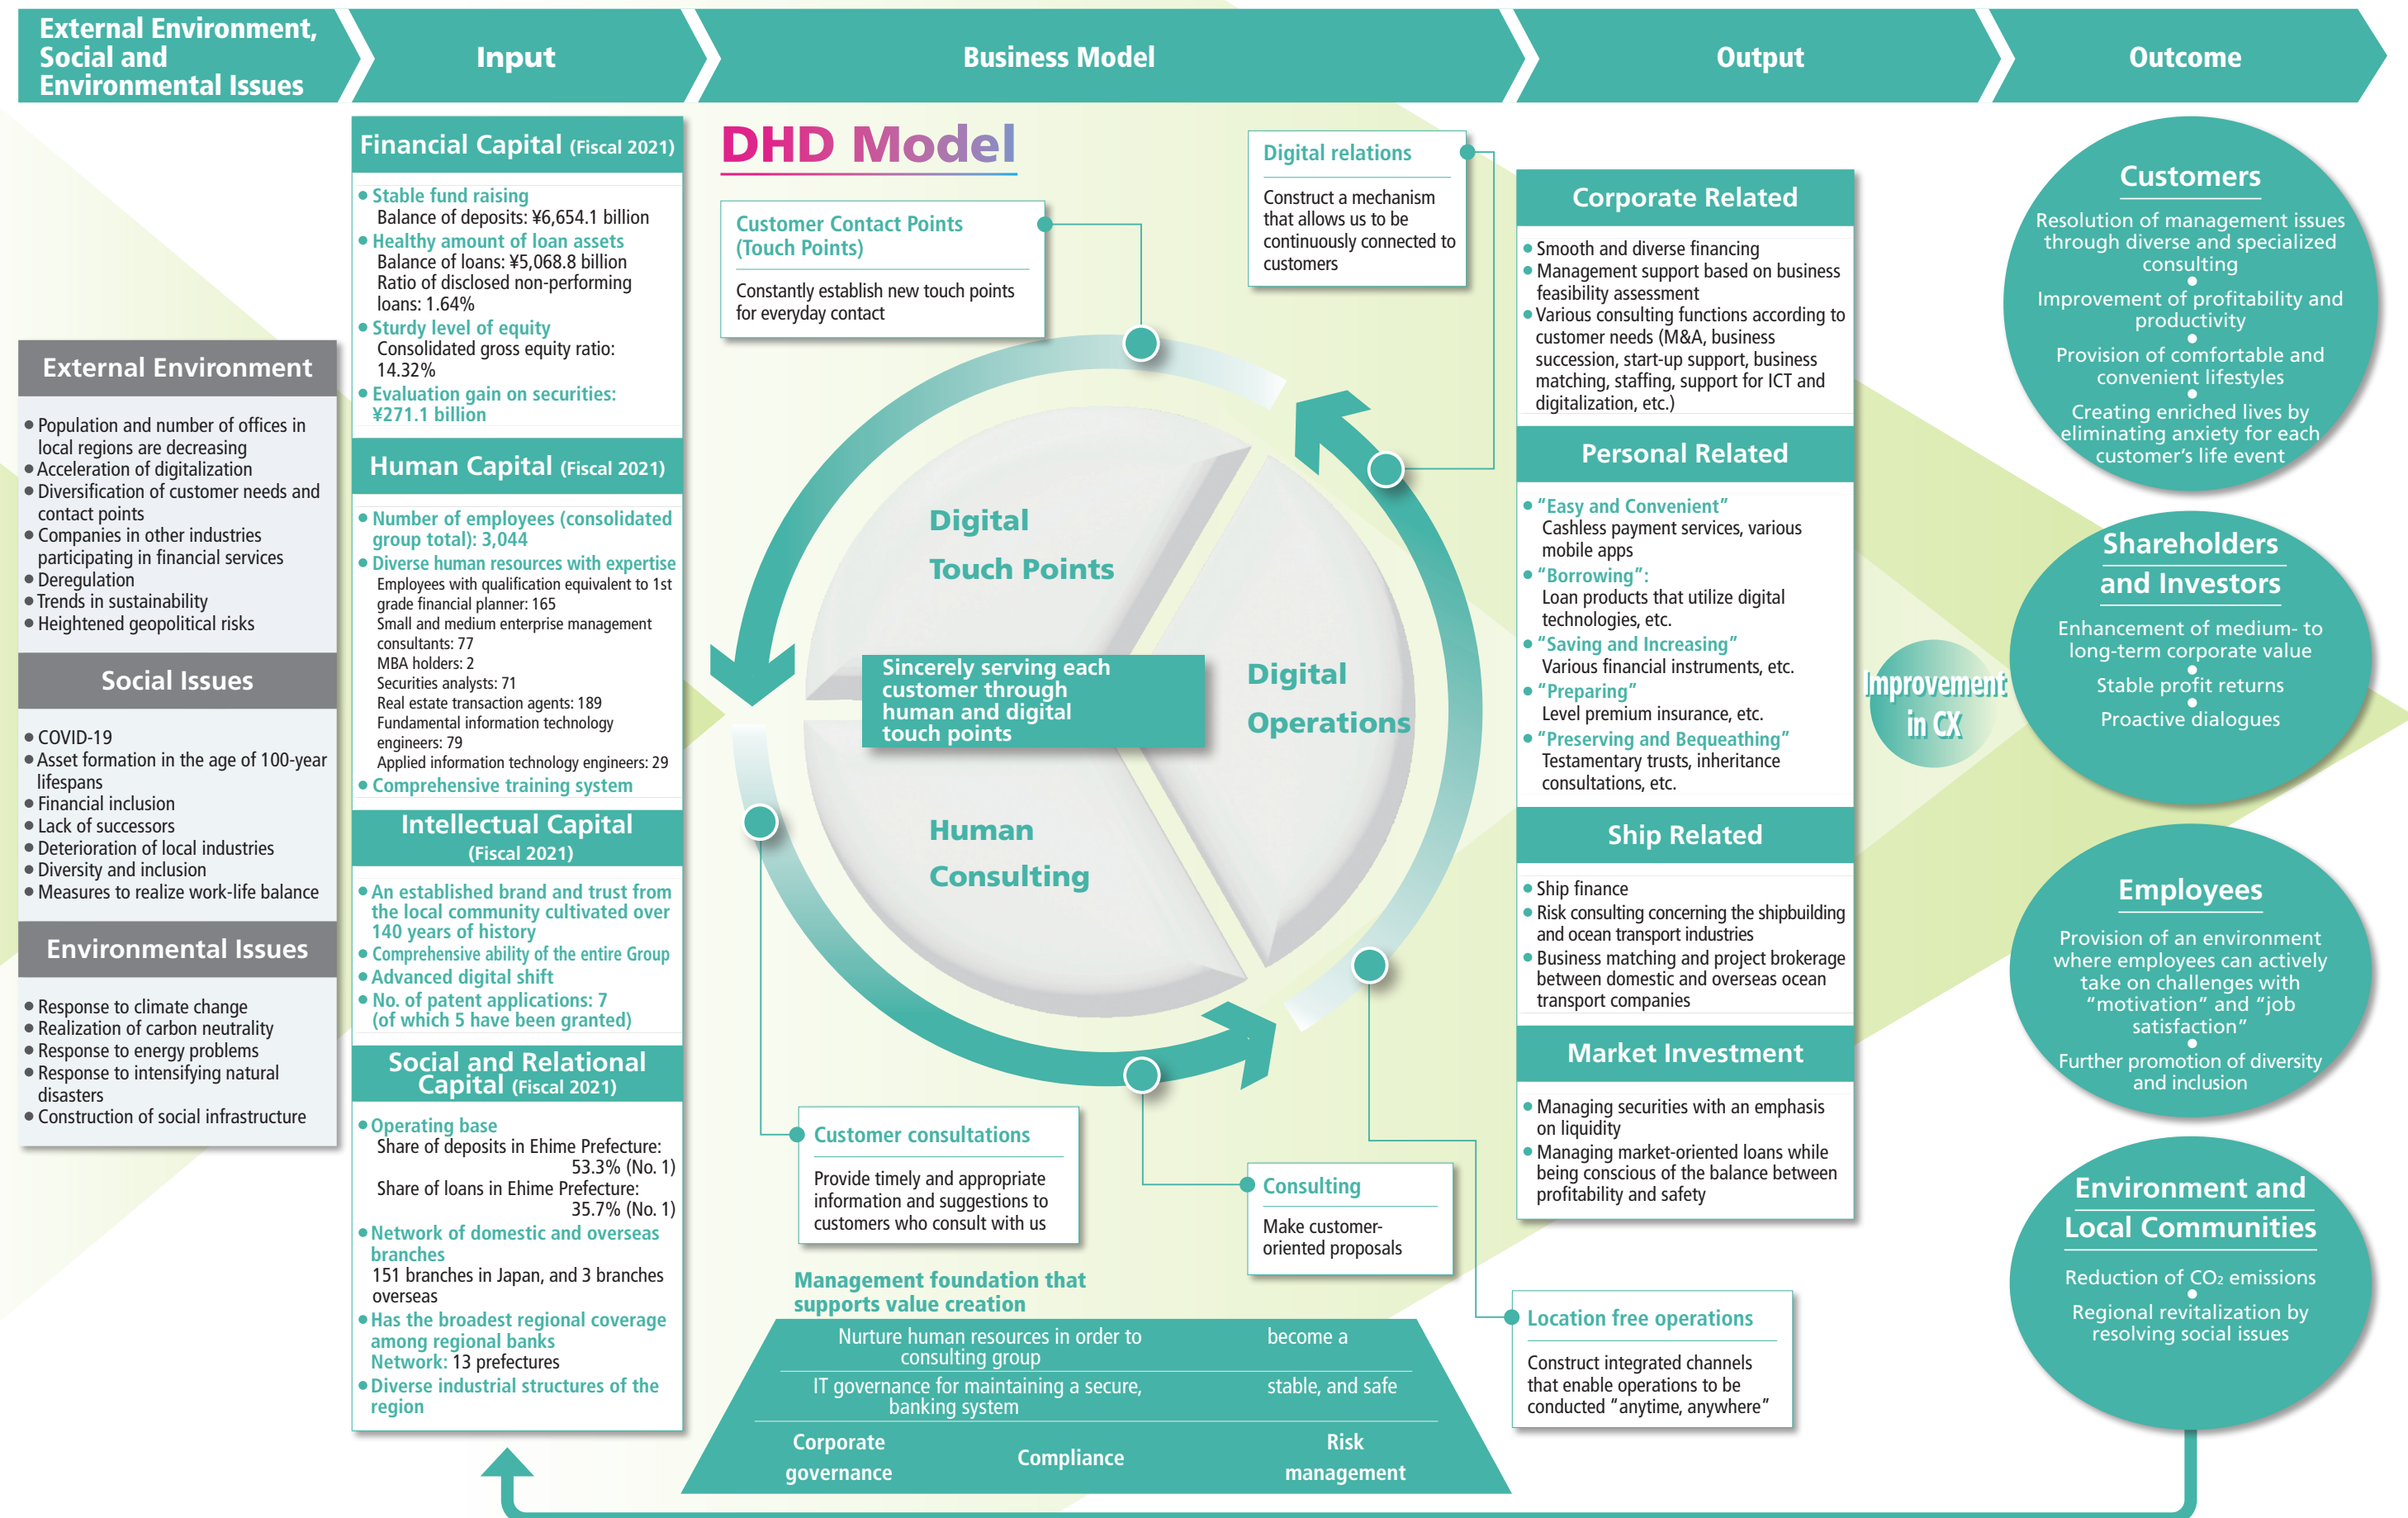 External Environment,
Social and
Environmental Issues
Input
Business Model
Output
Outcome
External Environment
Population and number of offices in
local regions are decreasing
Acceleration of digitalization
Diversification of customer needs and
contact points
Companies in other industries
participating in financial services
Deregulation
Trends in sustainability
Heightened geopolitical risks
Social Issues
COVID-19
Asset formation in the age of 100-year
lifespans
Financial inclusion
Lack of successors
Deterioration of local industries
Diversity and inclusion
Measures to realize work-life balance
Environmental Issues
Response to climate change
Realization of carbon neutrality
Response to energy problems
Response to intensifying natural
disasters
Construction of social infrastructure
Financial Capital (Fiscal 2021)
Stable fund raising
Balance of deposits: ¥6,654.1 billion
Healthy amount of loan assets
Balance of loans: ¥5,068.8 billion
Ratio of disclosed non-performing
loans: 1.64%
Sturdy level of equity
Consolidated gross equity ratio:
14.32%
Evaluation gain on securities:
¥271.1 billion
Human Capital (Fiscal 2021)
Number of employees (consolidated
group total): 3,044
Diverse human resources with expertise
Employees with qualification equivalent to 1st
grade financial planner: 165
Small and medium enterprise management
consultants: 77
MBA holders: 2
Securities analysts: 71
Real estate transaction agents: 189
Fundamental information technology
engineers: 79
Applied information technology engineers: 29
Comprehensive training system
Intellectual Capital
(Fiscal 2021)
An established brand and trust from
the local community cultivated over
140 years of history
Comprehensive ability of the entire Group
Advanced digital shift
No. of patent applications: 7
(of which 5 have been granted)
Social and Relational
Capital (Fiscal 2021)
Operating base
Share of deposits in Ehime Prefecture:
53.3% (No. 1)
Share of loans in Ehime Prefecture:
35.7% (No. 1)
Network of domestic and overseas
branches
151 branches in Japan, and 3 branches
overseas
Has the broadest regional coverage
among regional banks
Network: 13 prefectures
Diverse industrial structures of the
region
DHD Model
Customer Contact Points
(Touch Points)
Constantly establish new touch points
for everyday contact
Digital relations
Construct a mechanism
that allows us to be
continuously connected to
customers
Digital
Touch Points
Sincerely serving each
customer through
human and digital
touch points
Digital
Operations
Human
Consulting
Customer consultations
Provide timely and appropriate
information and suggestions to
customers who consult with us
Consulting
Make customer-
oriented proposals
Location free operations
Construct integrated channels
that enable operations to be
conducted “anytime, anywhere”
Management foundation that
supports value creation
Nurture human resources in order to become a
consulting group
IT governance for maintaining a secure, stable, and safe
banking system
Corporate
governance
Compliance
Risk
management
Corporate Related
Smooth and diverse financing
Management support based on business
feasibility assessment
Various consulting functions according to
customer needs (M&A, business
succession, start-up support, business
matching, staffing, support for ICT and
digitalization, etc.)
Personal Related
“Easy and Convenient”
Cashless payment services, various
mobile apps
“Borrowing”:
Loan products that utilize digital
technologies, etc.
“Saving and Increasing”
Various financial instruments, etc.
“Preparing”
Level premium insurance, etc.
“Preserving and Bequeathing”
Testamentary trusts, inheritance
consultations, etc.
Ship Related
Ship finance
Risk consulting concerning the shipbuilding
and ocean transport industries
Business matching and project brokerage
between domestic and overseas ocean
transport companies
Market Investment
Managing securities with an emphasis
on liquidity
Managing market-oriented loans while
being conscious of the balance between
profitability and safety
Improvement
in CX
Customers
Resolution of management issues
through diverse and specialized
consulting
Improvement of profitability and
productivity
Provision of comfortable and
convenient lifestyles
Creating enriched lives by
eliminating anxiety for each
customer’s life event
Shareholders
and Investors
Enhancement of medium- to
long-term corporate value
Stable profit returns
Proactive dialogues
Employees
Provision of an environment
where employees can actively
take on challenges with
“motivation” and “job
satisfaction”
Further promotion of diversity
and inclusion
Environment and
Local Communities
Reduction of CO₂ emissions
Regional revitalization by
resolving social issues